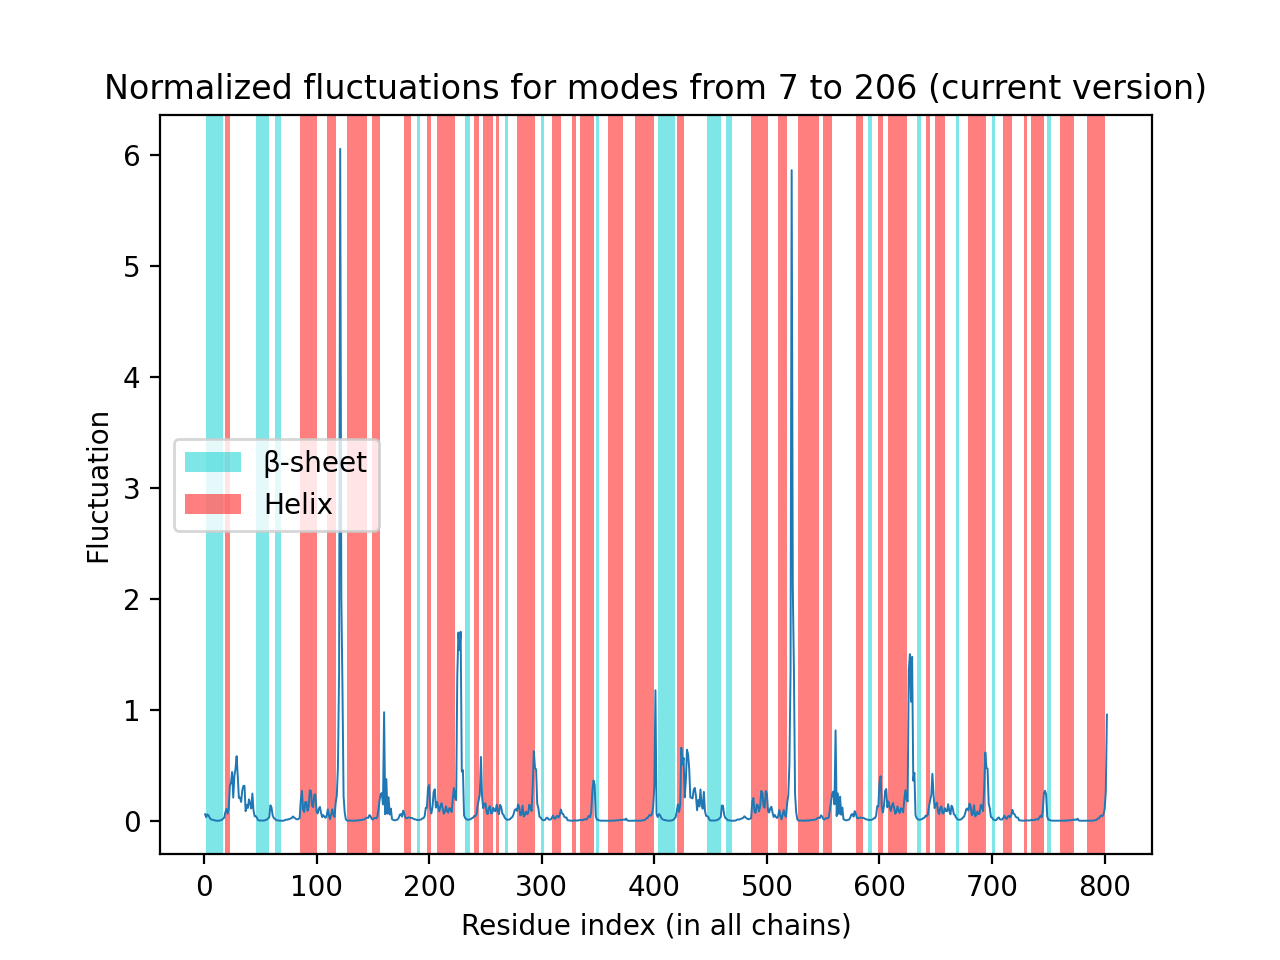 Normalized fluctuations for modes from 7 to 206 (current version)
6
5
4
3
2
1
0
Fluctuation
β-sheet
Helix
0 100 200 300 400 500 600 700 800
Residue index (in all chains)